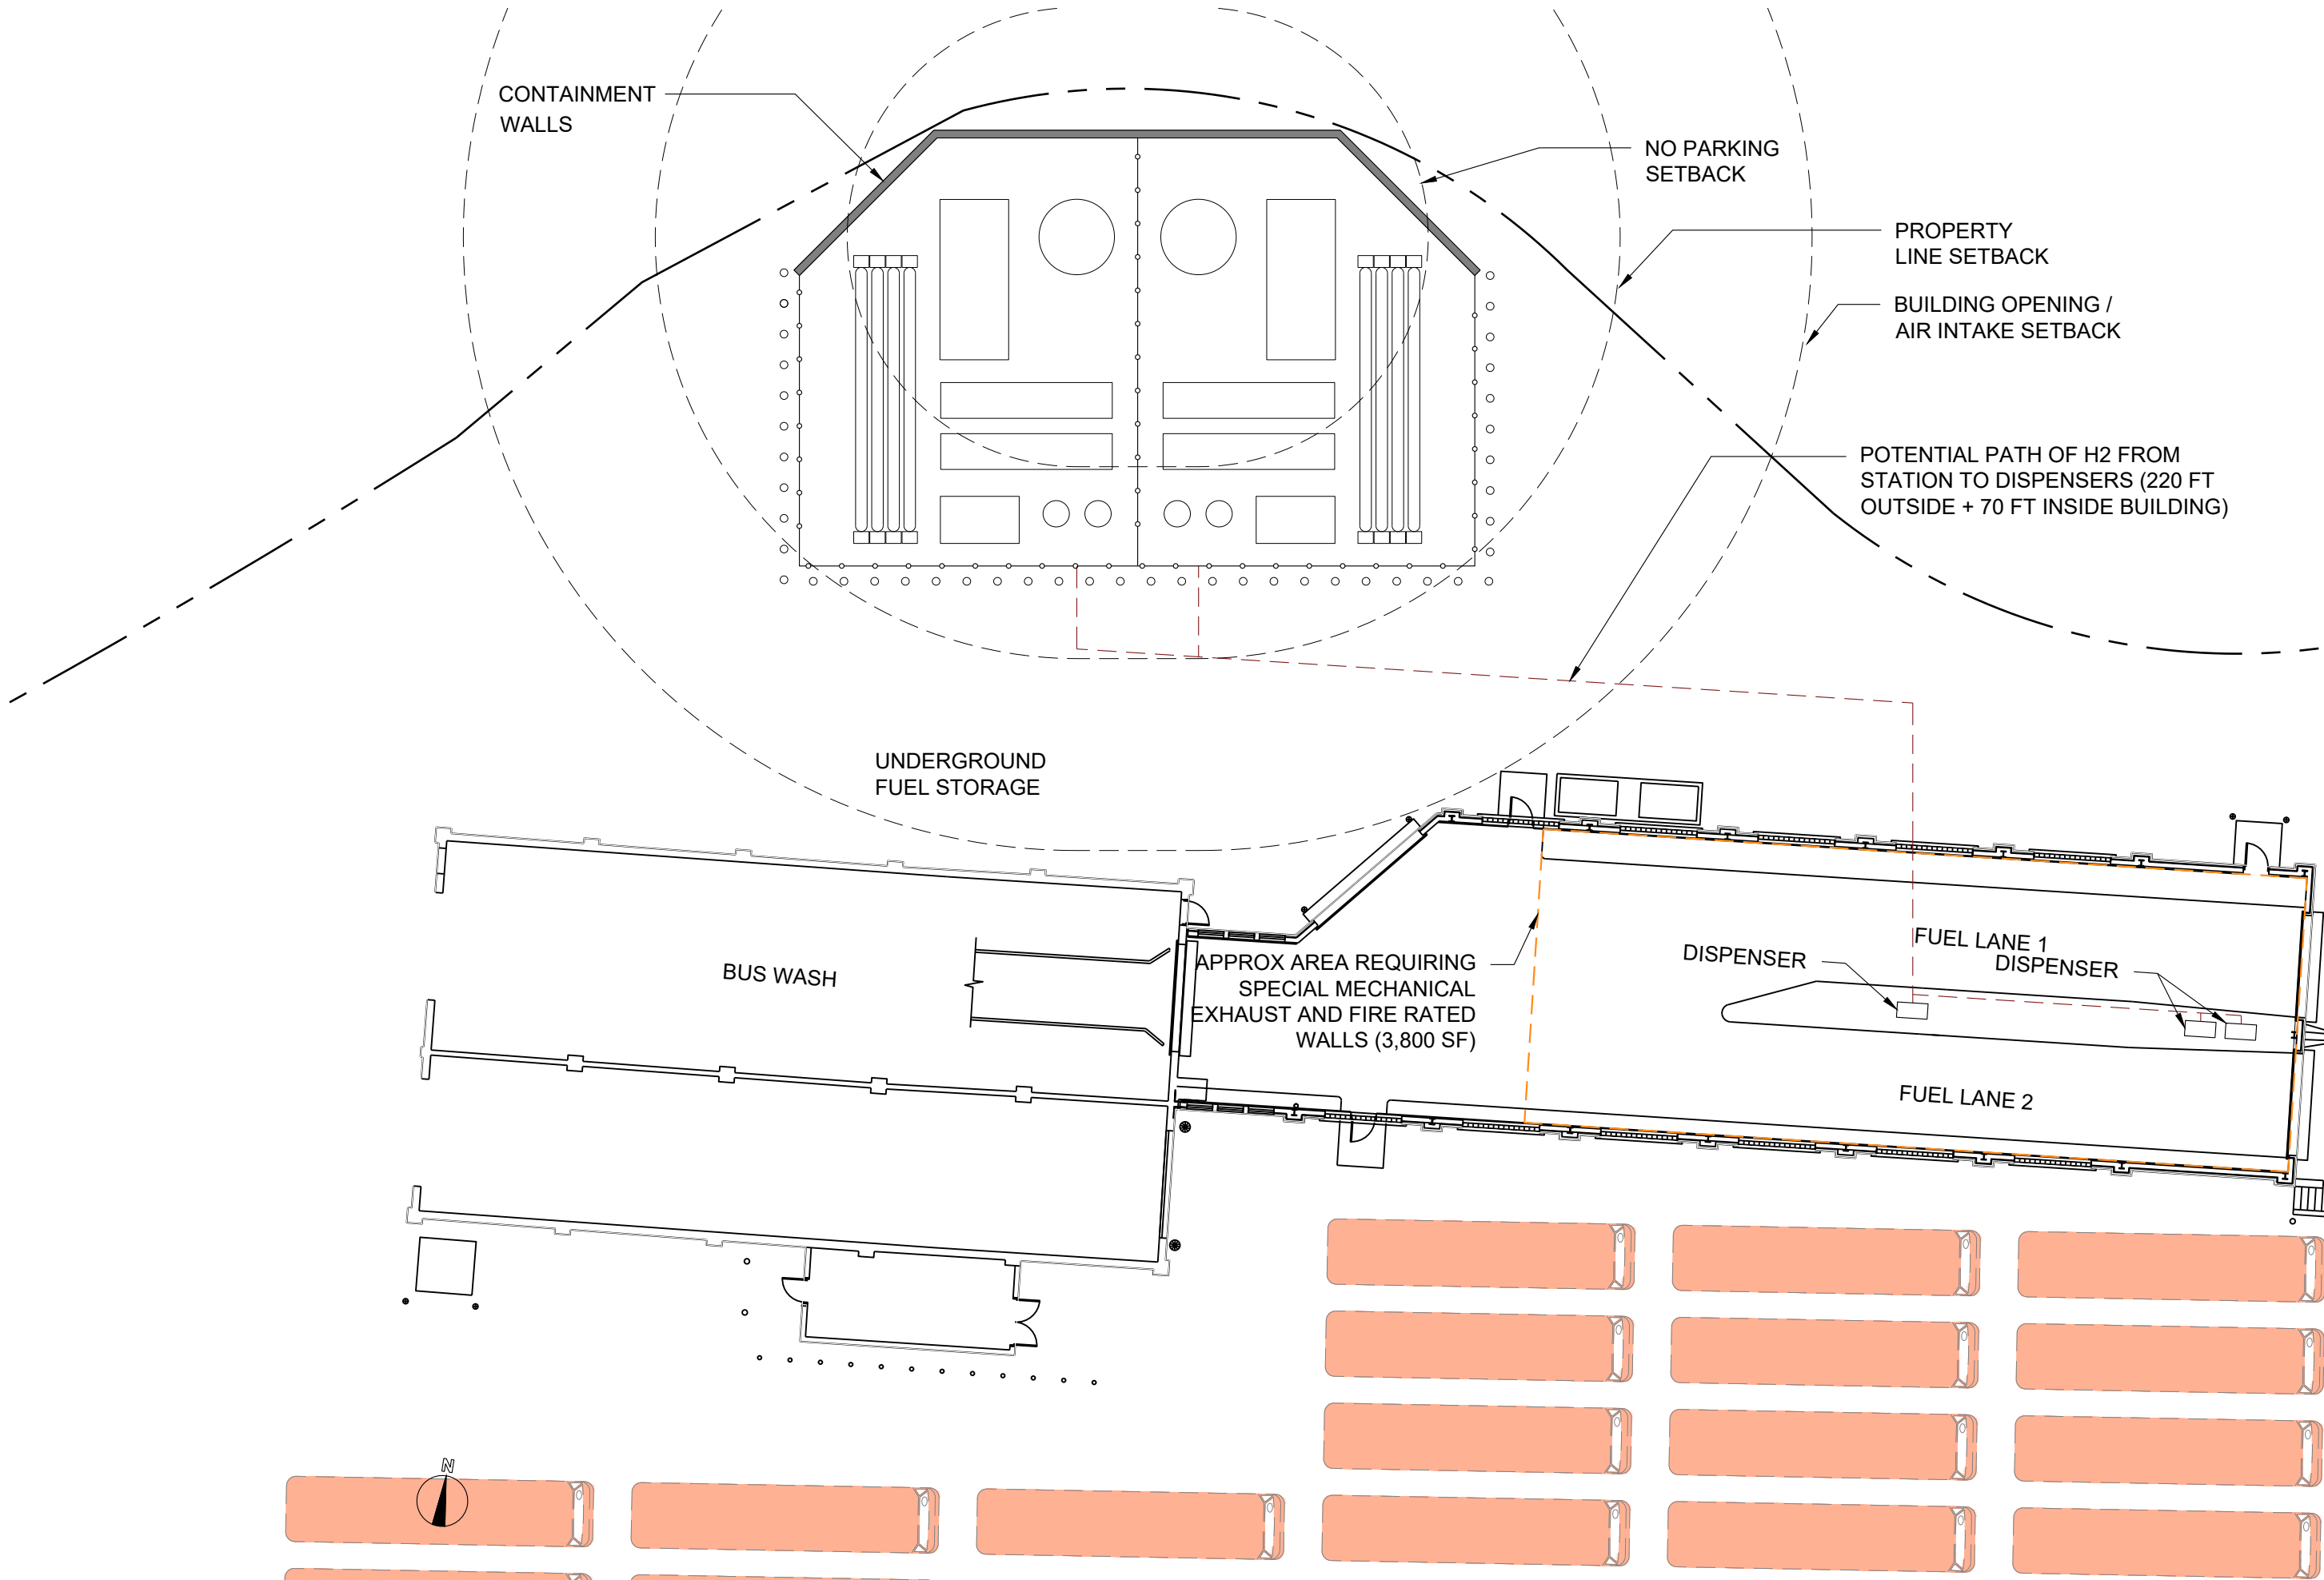 CONTAINMENT
WALLS
NO PARKING
SETBACK
PROPERTY
LINE SETBACK
BUILDING OPENING /
AIR INTAKE SETBACK
POTENTIAL PATH OF H2 FROM
STATION TO DISPENSERS (220 FT
OUTSIDE + 70 FT INSIDE BUILDING)
UNDERGROUND
FUEL STORAGE
BUS WASH
APPROX AREA REQUIRING
SPECIAL MECHANICAL
EXHAUST AND FIRE RATED
WALLS (3,800 SF)
DISPENSER
FUEL LANE 1
DISPENSER
FUEL LANE 2
N